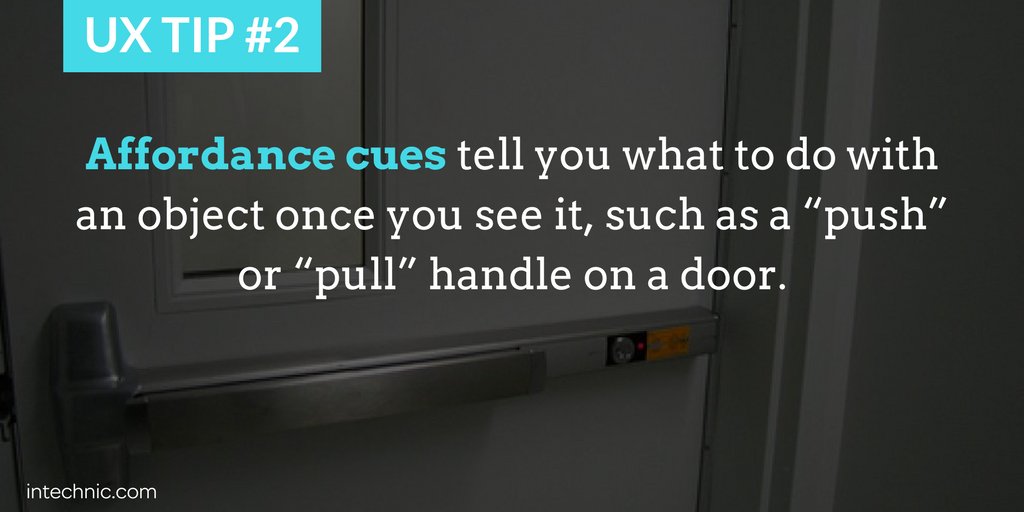 UX TIP #2
Affordance cues tell you what to do with
an object once you see it, such as a “push”
or “pull” handle on a door.
intechnic.com